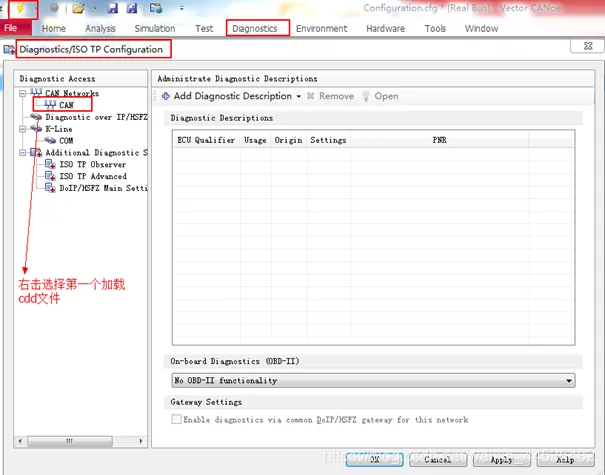 Configuration.cfg * [Real Bus] - Vector CANoe
File Home Analysis Simulation Test Diagnostics Environment Hardware Tools Window
Diagnostics/ISO TP Configuration
Diagnostic Access
CAN Networks
CAN
Diagnostic over IP/HSFZ
K-Line
COM
Additional Diagnostic S
ISO TP Observer
ISO TP Advanced
DoIP/HSFZ Main Setti
右击选择第一个加载
cdd文件
Administrate Diagnostic Descriptions
Add Diagnostic Description Remove Open
Diagnostic Descriptions
ECU Qualifier Usage Origin Settings PNR
On-board Diagnostics (OBD-II)
No OBD-II functionality
Gateway Settings
Enable diagnostics via common DoIP/HSFZ gateway for this network
OK Cancel Apply Help